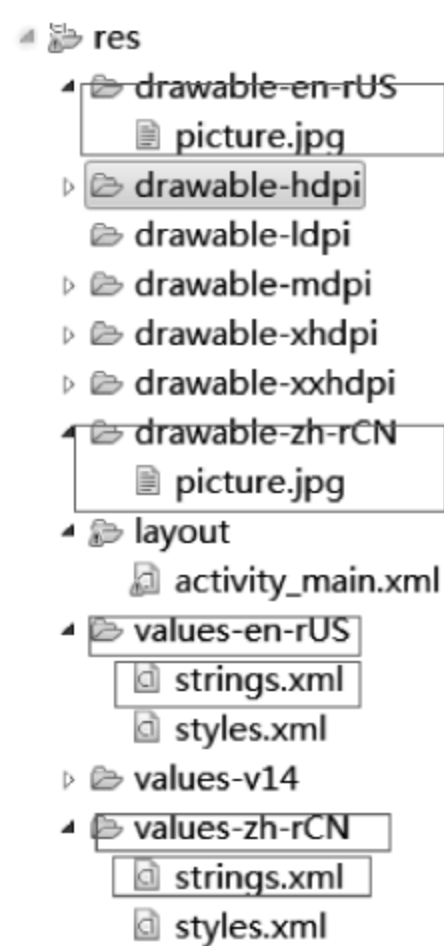 res
drawable-en-rUS
picture.jpg
drawable-hdpi
drawable-ldpi
drawable-mdpi
drawable-xhdpi
drawable-xxhdpi
drawable-zh-rCN
picture.jpg
layout
activity_main.xml
values-en-rUS
strings.xml
styles.xml
values-v14
values-zh-rCN
strings.xml
styles.xml